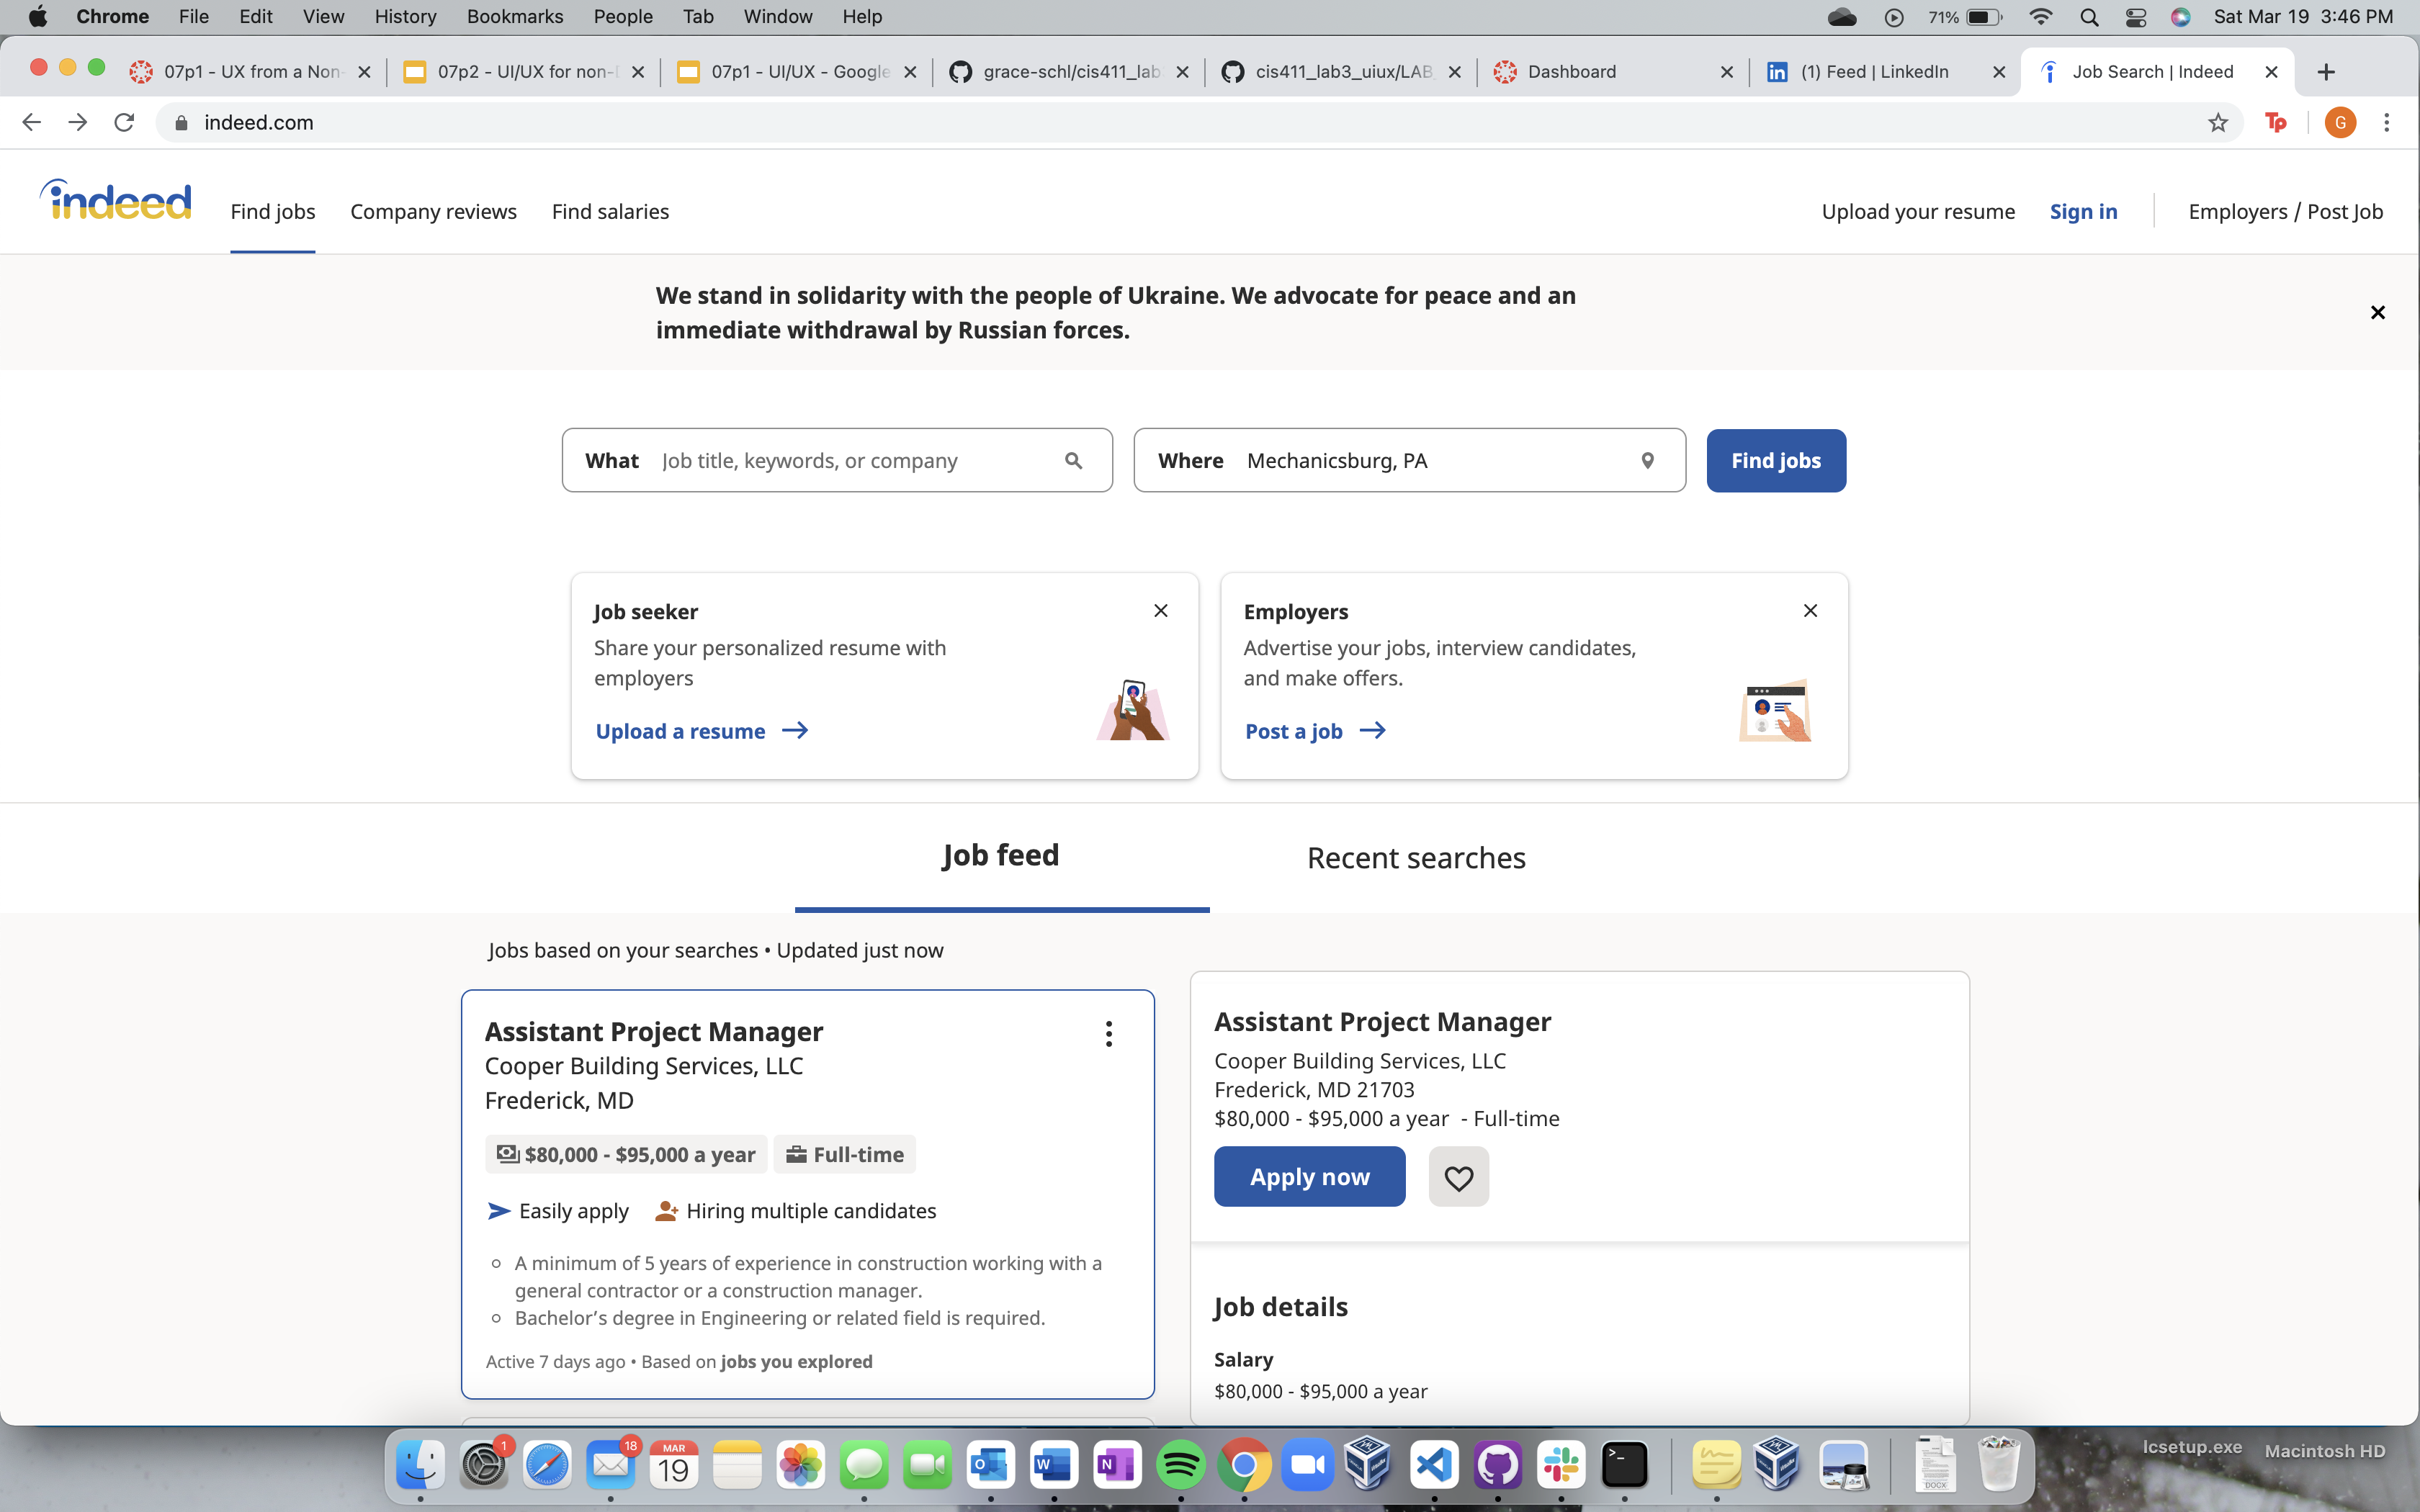 Chrome File Edit View History Bookmarks People Tab Window Help 71% Sat Mar 19 3:46 PM
07p1 - UX from a Non- 07p2 - UI/UX for non- 07p1 - UI/UX - Google grace-schl/cis411_lab cis411_lab3_uiux/LAB Dashboard (1) Feed | LinkedIn Job Search | Indeed
indeed.com Tp G
indeed Find jobs Company reviews Find salaries Upload your resume Sign in Employers / Post Job
We stand in solidarity with the people of Ukraine. We advocate for peace and an
immediate withdrawal by Russian forces.
What Job title, keywords, or company Where Mechanicsburg, PA Find jobs
Job seeker
Share your personalized resume with
employers
Upload a resume
Employers
Advertise your jobs, interview candidates,
and make offers.
Post a job
Job feed Recent searches
Jobs based on your searches • Updated just now
Assistant Project Manager
Cooper Building Services, LLC
Frederick, MD
$80,000 - $95,000 a year Full-time
Easily apply Hiring multiple candidates
A minimum of 5 years of experience in construction working with a
general contractor or a construction manager.
Bachelor’s degree in Engineering or related field is required.
Active 7 days ago • Based on jobs you explored
Assistant Project Manager
Cooper Building Services, LLC
Frederick, MD 21703
$80,000 - $95,000 a year - Full-time
Apply now
Job details
Salary
$80,000 - $95,000 a year
1 18 MAR 19 DOCX
lcsetup.exe Macintosh HD